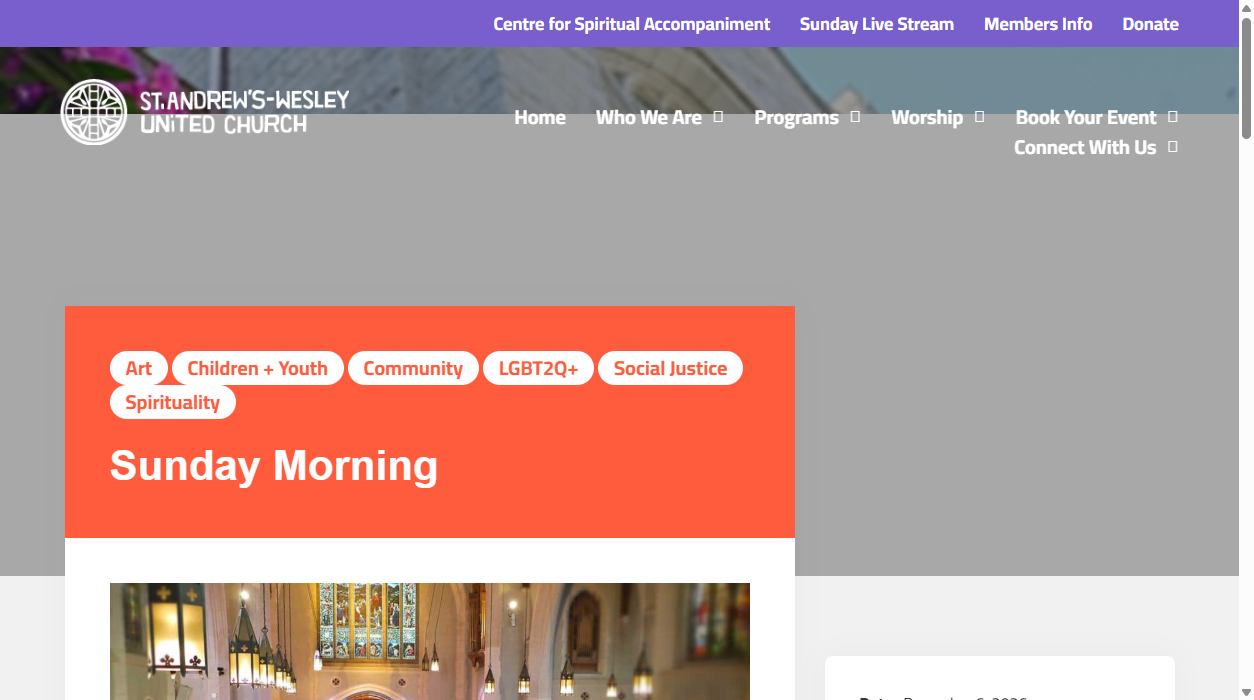 Centre for Spiritual Accompaniment Sunday Live Stream Members Info Donate
ST. ANDREW'S-WESLEY
UNITED CHURCH
Home Who We Are Programs Worship Book Your Event
Connect With Us
Art Children + Youth Community LGBT2Q+ Social Justice
Spirituality
Sunday Morning